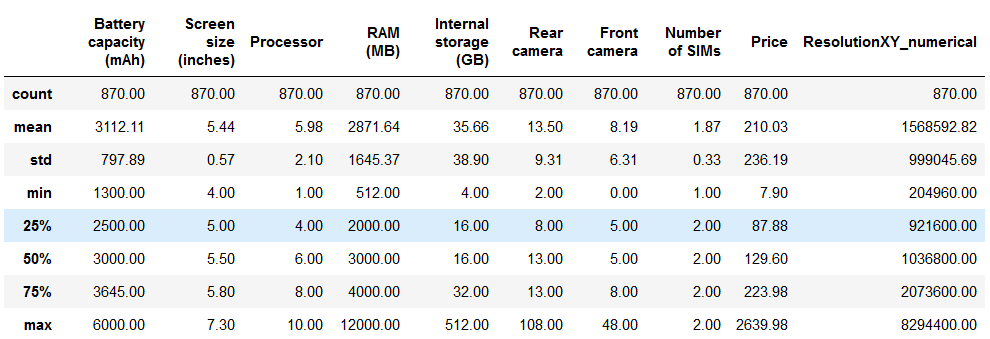 Battery capacity (mAh) Screen size (inches) Processor RAM (MB) Internal storage (GB) Rear camera Front camera Number of SIMs Price ResolutionXY_numerical
count 870.00 870.00 870.00 870.00 870.00 870.00 870.00 870.00 870.00 870.00
mean 3112.11 5.44 5.98 2871.64 35.66 13.50 8.19 1.87 210.03 1568592.82
std 797.89 0.57 2.10 1645.37 38.90 9.31 6.31 0.33 236.19 999045.69
min 1300.00 4.00 1.00 512.00 4.00 2.00 0.00 1.00 7.90 204960.00
25% 2500.00 5.00 4.00 2000.00 16.00 8.00 5.00 2.00 87.88 921600.00
50% 3000.00 5.50 6.00 3000.00 16.00 13.00 5.00 2.00 129.60 1036800.00
75% 3645.00 5.80 8.00 4000.00 32.00 13.00 8.00 2.00 223.98 2073600.00
max 6000.00 7.30 10.00 12000.00 512.00 108.00 48.00 2.00 2639.98 8294400.00